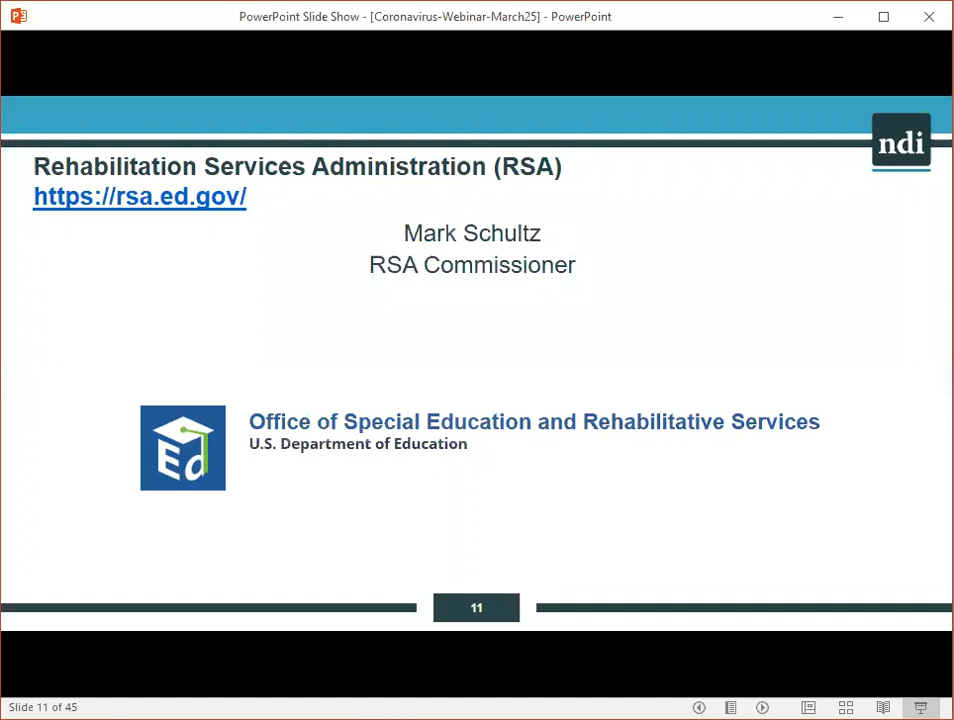 PowerPoint Slide Show - [Coronavirus-Webinar-March25] - PowerPoint
ndi
Rehabilitation Services Administration (RSA)
https://rsa.ed.gov/
Mark Schultz
RSA Commissioner
Ed
Office of Special Education and Rehabilitative Services
U.S. Department of Education
11
Slide 11 of 45